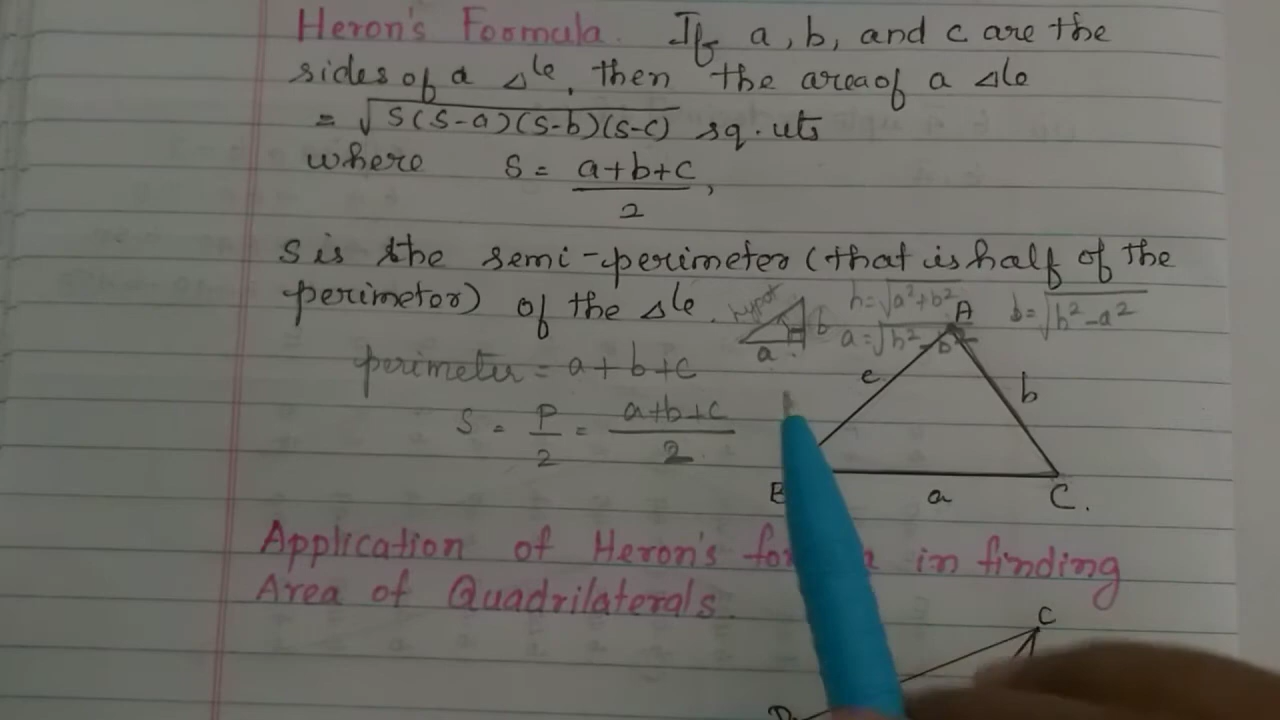 Heron's Formula. If a, b, and c are the
sides of a △le, then the area of a △le
= √s(s-a)(s-b)(s-c) sq. uts
where s = a+b+c/2,
s is the semi-perimeter (that is half of the
perimeter) of the △le.
hypot
a
b
h = √a²+b²
a = √h²-b²
b = √h²-a²
perimeter = a+b+c
s = P/2 = a+b+c/2
A
c
b
B
a
C.
Application of Heron's in finding
Area of Quadrilaterals.
C
D